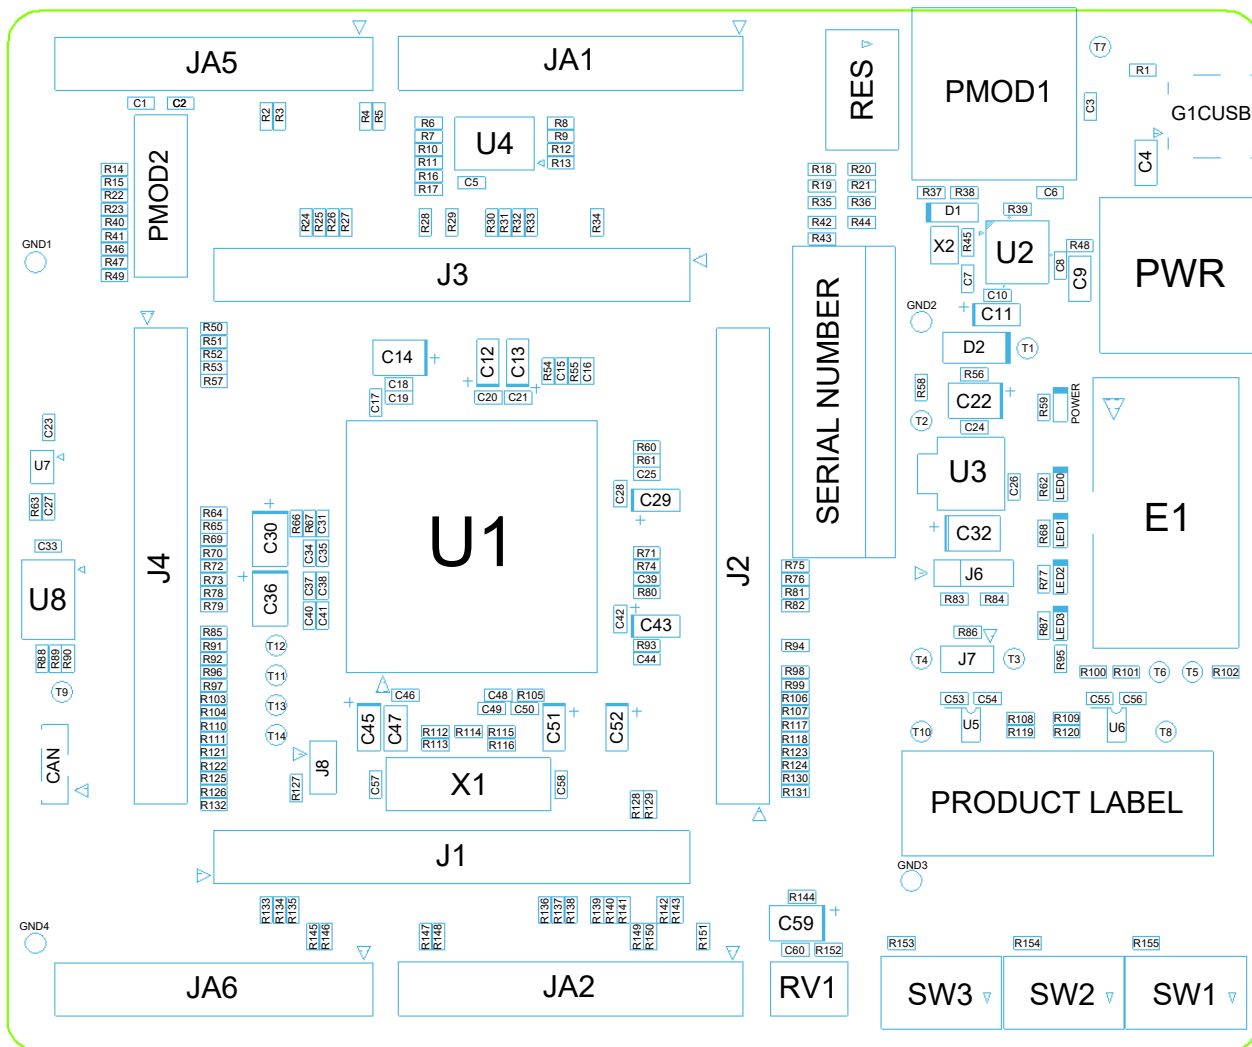 JA5
JA1
RES
PMOD1
T7
R1
G1CUSB
C1
C2
R2
R3
R4
R5
C3
C4
PMOD2
R6
R7
R10
R11
R16
R17
U4
C5
R8
R9
R12
R13
R14
R15
R22
R23
R40
R41
R46
R47
R49
R18
R19
R35
R42
R43
R20
R21
R36
R44
R37
R38
C6
D1
R39
X2
R45
U2
C7
C8
C9
R48
C10
C11
PWR
GND1
R24
R25
R26
R27
R28
R29
R30
R31
R32
R33
R34
J3
GND2
D2
T1
R56
R58
C22
T2
C24
R59
POWER
U3
C26
R62
LED0
C32
R68
LED1
J6
R77
LED2
R83
R84
R87
LED3
R86
R95
J7
T4
T3
E1
SERIAL NUMBER
R50
R51
R52
R53
R57
C14
C18
C19
C17
C12
C13
C20
C21
R54
C15
R55
C16
J4
U1
J2
R60
R61
C25
C28
C29
R71
R74
C39
R80
C42
C43
R93
C44
C23
U7
R63
C27
C33
U8
R88
R89
R90
T9
CAN
R64
R65
R69
R70
R72
R73
R78
R79
R85
R91
R92
R96
R97
R103
R104
R110
R111
R121
R122
R125
R126
R132
C30
C36
R66
R67
C31
C34
C35
C37
C38
C40
C41
T12
T11
T13
T14
J8
R127
C46
C45
C47
C48
R105
C49
C50
C51
C52
R112
R113
R114
R115
R116
C57
X1
C58
R128
R129
R75
R76
R81
R82
R94
R98
R99
R106
R107
R117
R118
R123
R124
R130
R131
R100
R101
T6
T5
R102
C53
C54
C55
C56
T10
U5
R108
R119
R109
R120
U6
T8
PRODUCT LABEL
GND3
J1
R133
R134
R135
R145
R146
R147
R148
R136
R137
R138
R139
R140
R141
R142
R143
R149
R150
R151
R144
C59
C60
R152
RV1
GND4
JA6
JA2
R153
R154
R155
SW3
SW2
SW1